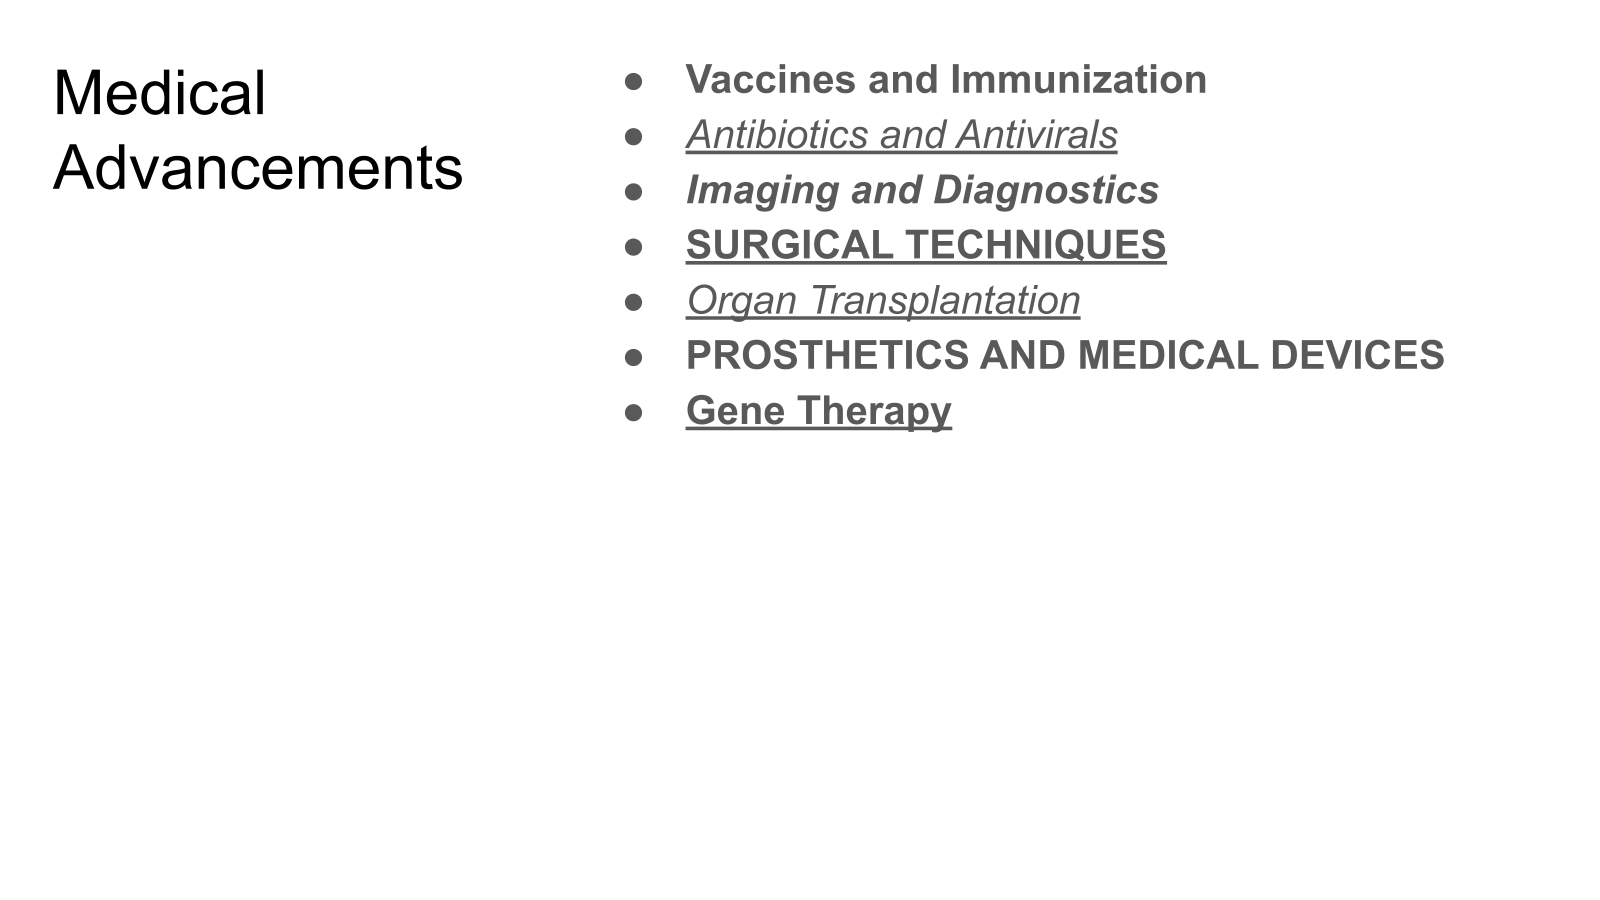 Medical
Advancements
● Vaccines and Immunization
● Antibiotics and Antivirals
● Imaging and Diagnostics
● SURGICAL TECHNIQUES
● Organ Transplantation
● PROSTHETICS AND MEDICAL DEVICES
● Gene Therapy